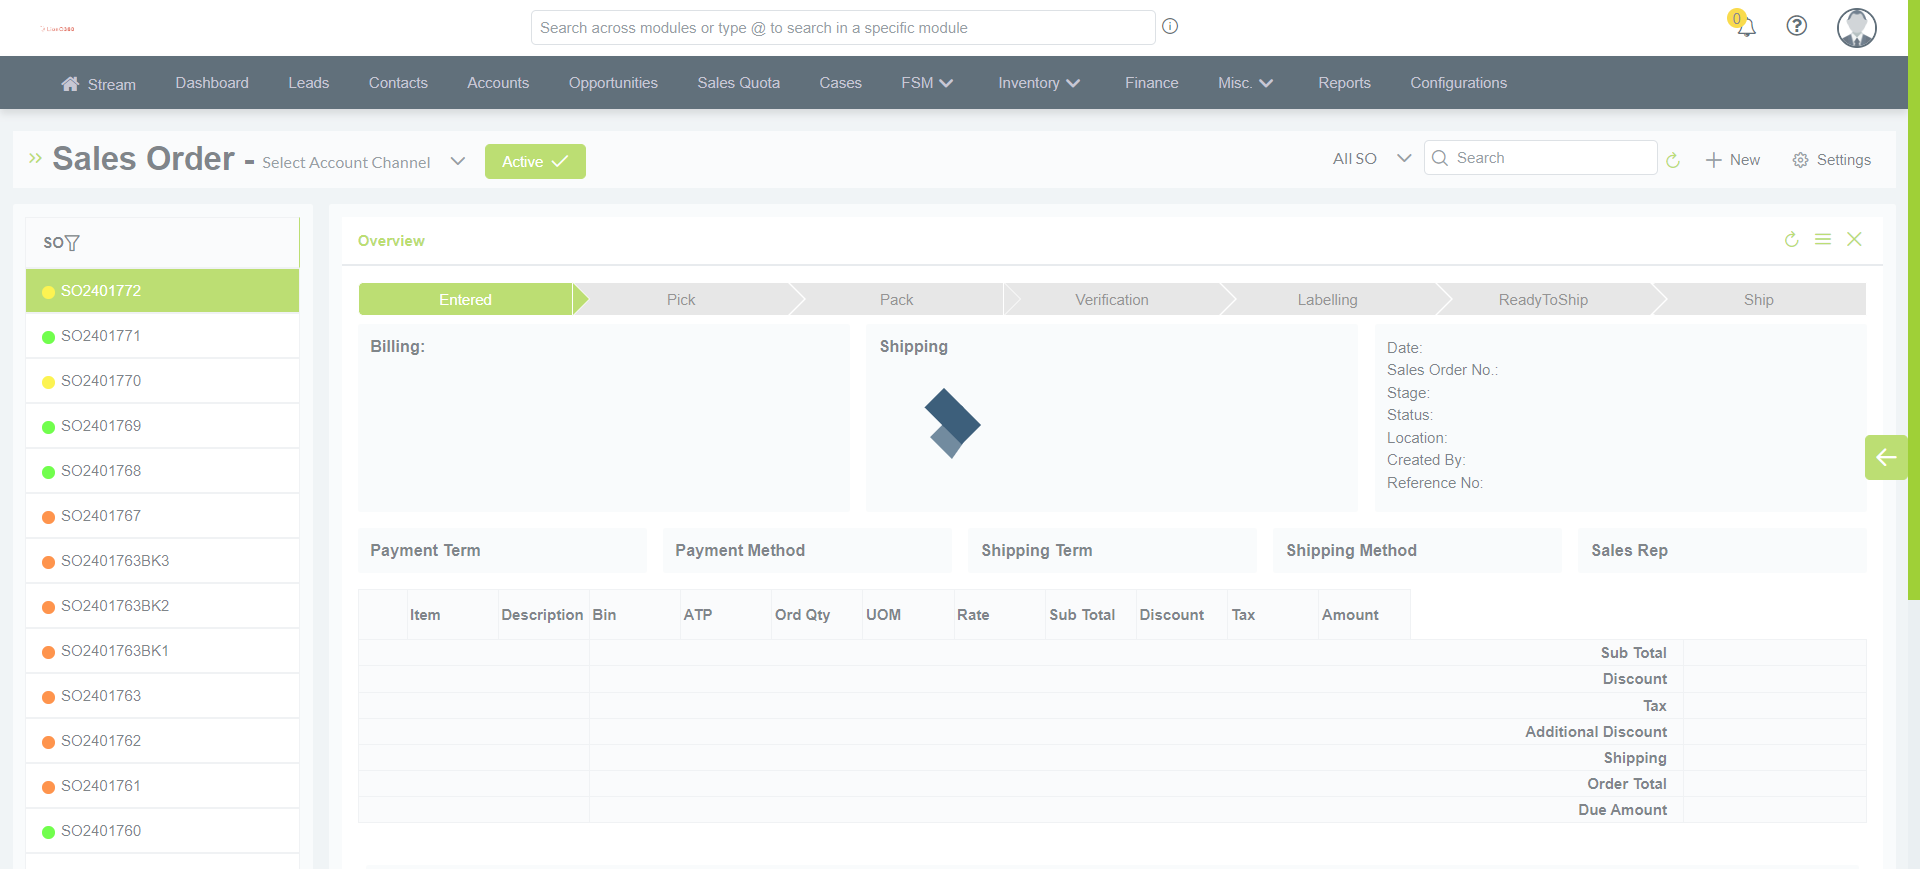 Search across modules or type @ to search in a specific module
0
Stream
Dashboard
Leads
Contacts
Accounts
Opportunities
Sales Quota
Cases
FSM
Inventory
Finance
Misc.
Reports
Configurations
Sales Order -
Select Account Channel
Active
All SO
Search
New
Settings
SO
SO2401772
SO2401771
SO2401770
SO2401769
SO2401768
SO2401767
SO2401763BK3
SO2401763BK2
SO2401763BK1
SO2401763
SO2401762
SO2401761
SO2401760
Overview
Entered
Pick
Pack
Verification
Labelling
ReadyToShip
Ship
Billing:
Shipping
Date:
Sales Order No.:
Stage:
Status:
Location:
Created By:
Reference No:
Payment Term
Payment Method
Shipping Term
Shipping Method
Sales Rep
Item
Description
Bin
ATP
Ord Qty
UOM
Rate
Sub Total
Discount
Tax
Amount
Sub Total
Discount
Tax
Additional Discount
Shipping
Order Total
Due Amount